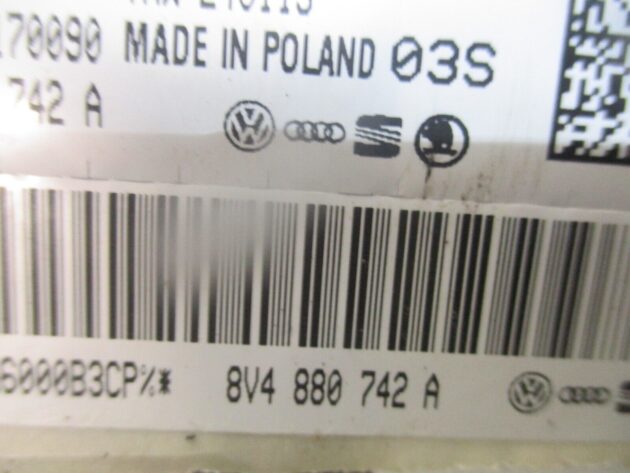 170090 MADE IN POLAND 03S
742 A
6000B3CP%* 8V4 880 742 A